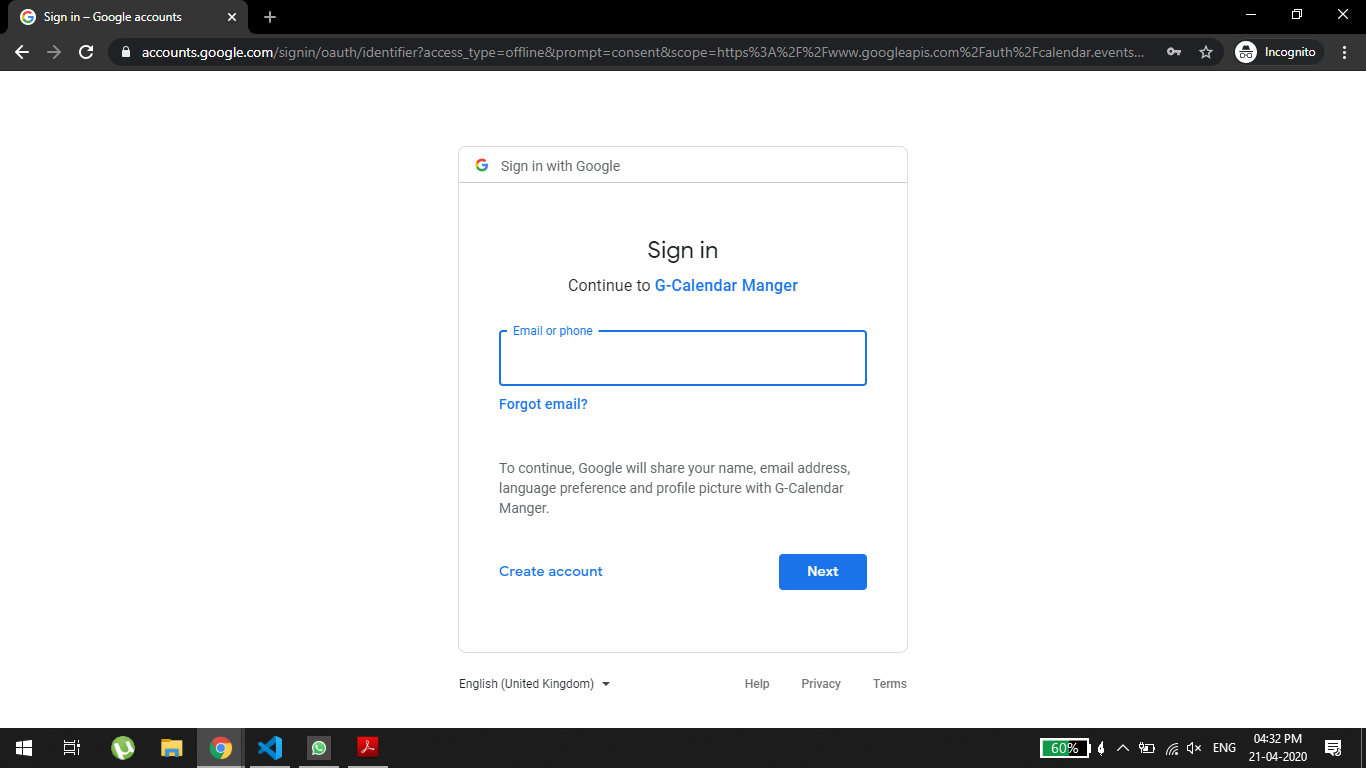 Sign in – Google accounts
accounts.google.com/signin/oauth/identifier?access_type=offline&prompt=consent&scope=https%3A%2F%2Fwww.googleapis.com%2Fauth%2Fcalendar.events...
Incognito
Sign in with Google
Sign in
Continue to G-Calendar Manger
Email or phone
Forgot email?
To continue, Google will share your name, email address,
language preference and profile picture with G-Calendar
Manger.
Create account
Next
English (United Kingdom)
Help
Privacy
Terms
60%
ENG
04:32 PM
21-04-2020